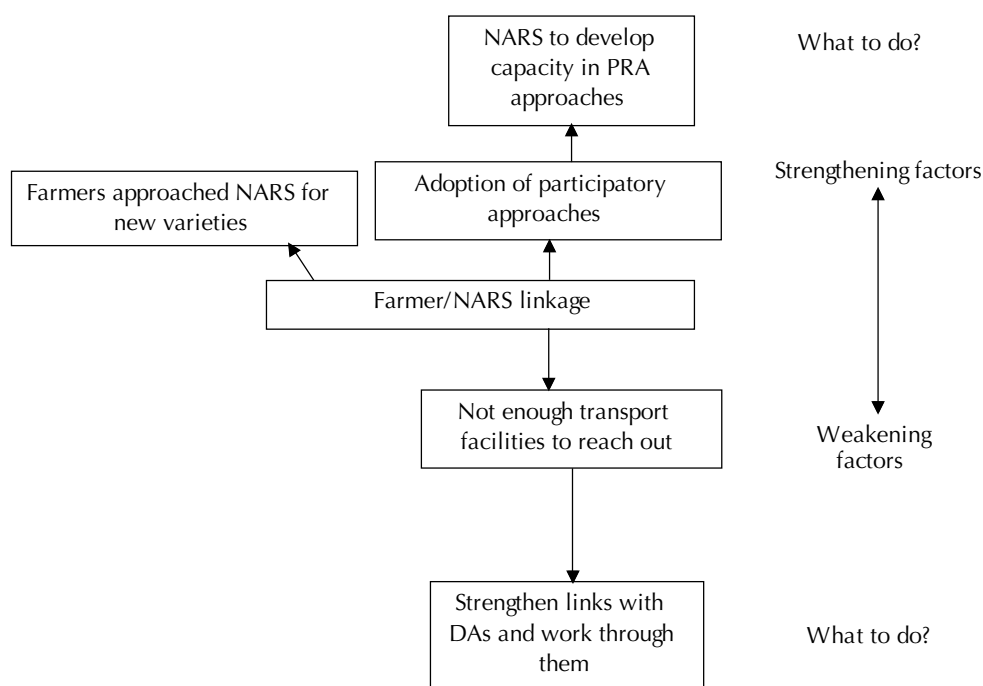 NARS to develop
capacity in PRA
approaches
What to do?
Farmers approached NARS for
new varieties
Adoption of participatory
approaches
Strengthening factors
Farmer/NARS linkage
Not enough transport
facilities to reach out
Weakening
factors
Strengthen links with
DAs and work through
them
What to do?